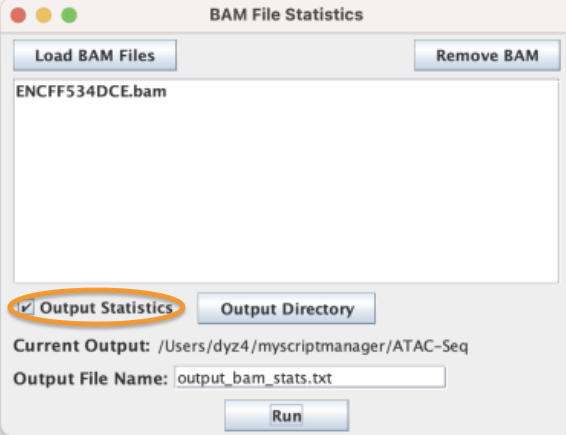 BAM File Statistics
Load BAM Files Remove BAM
ENCFF534DCE.bam
Output Statistics Output Directory
Current Output: /Users/dyz4/myscriptmanager/ATAC-Seq
Output File Name: output_bam_stats.txt
Run